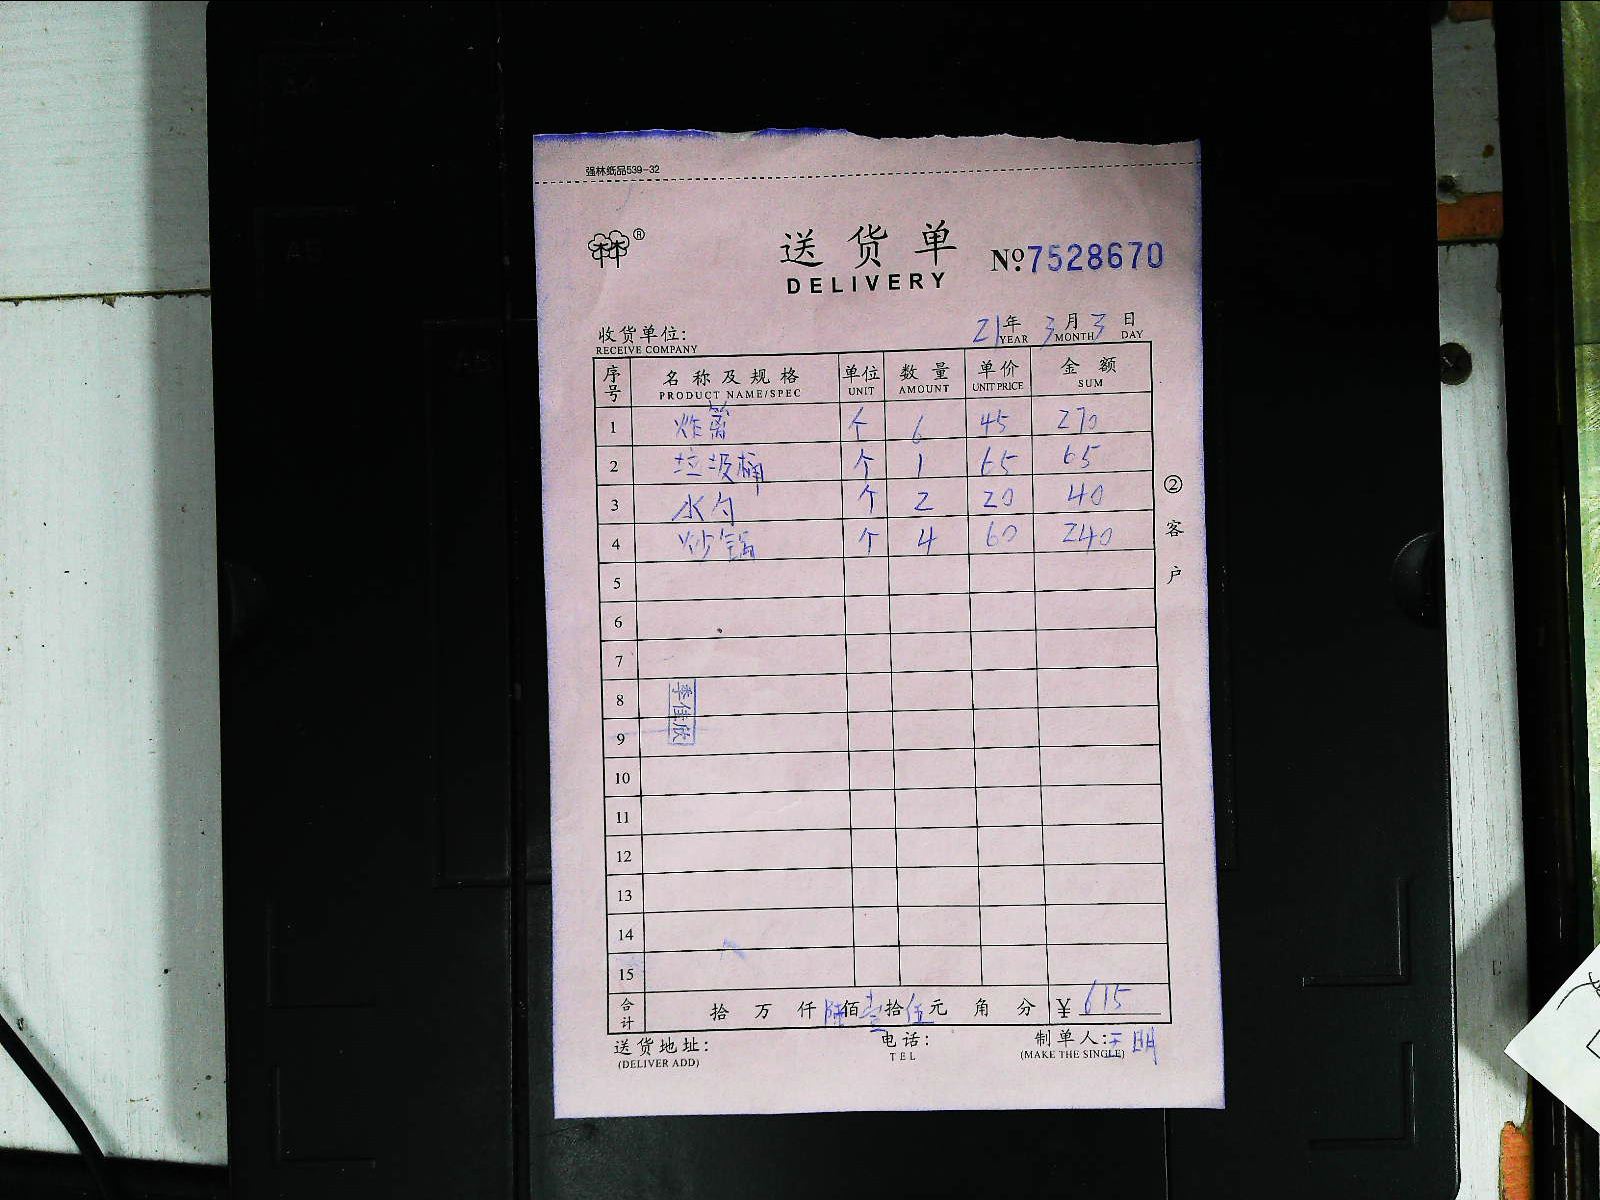 强林纸品539-32
®
送货单 №7528670
DELIVERY
收货单位: 21年 3月3日
RECEIVE COMPANY YEAR MONTH DAY
序号 名称及规格 单位 数量 单价 金额
PRODUCT NAME/SPEC UNIT AMOUNT UNIT PRICE SUM
1 炸篱 个 6 45 270
2 垃圾桶 个 1 65 65
3 水勺 个 2 20 40
4 炒锅 个 4 60 240
5
6
7
8
9
10
11
12
13
14
15
李佳欣
②客户
合计 拾 万 仟 陆佰壹拾伍元 角 分 ¥615
送货地址: 电话: 制单人:王明
(DELIVER ADD) TEL (MAKE THE SINGLE)